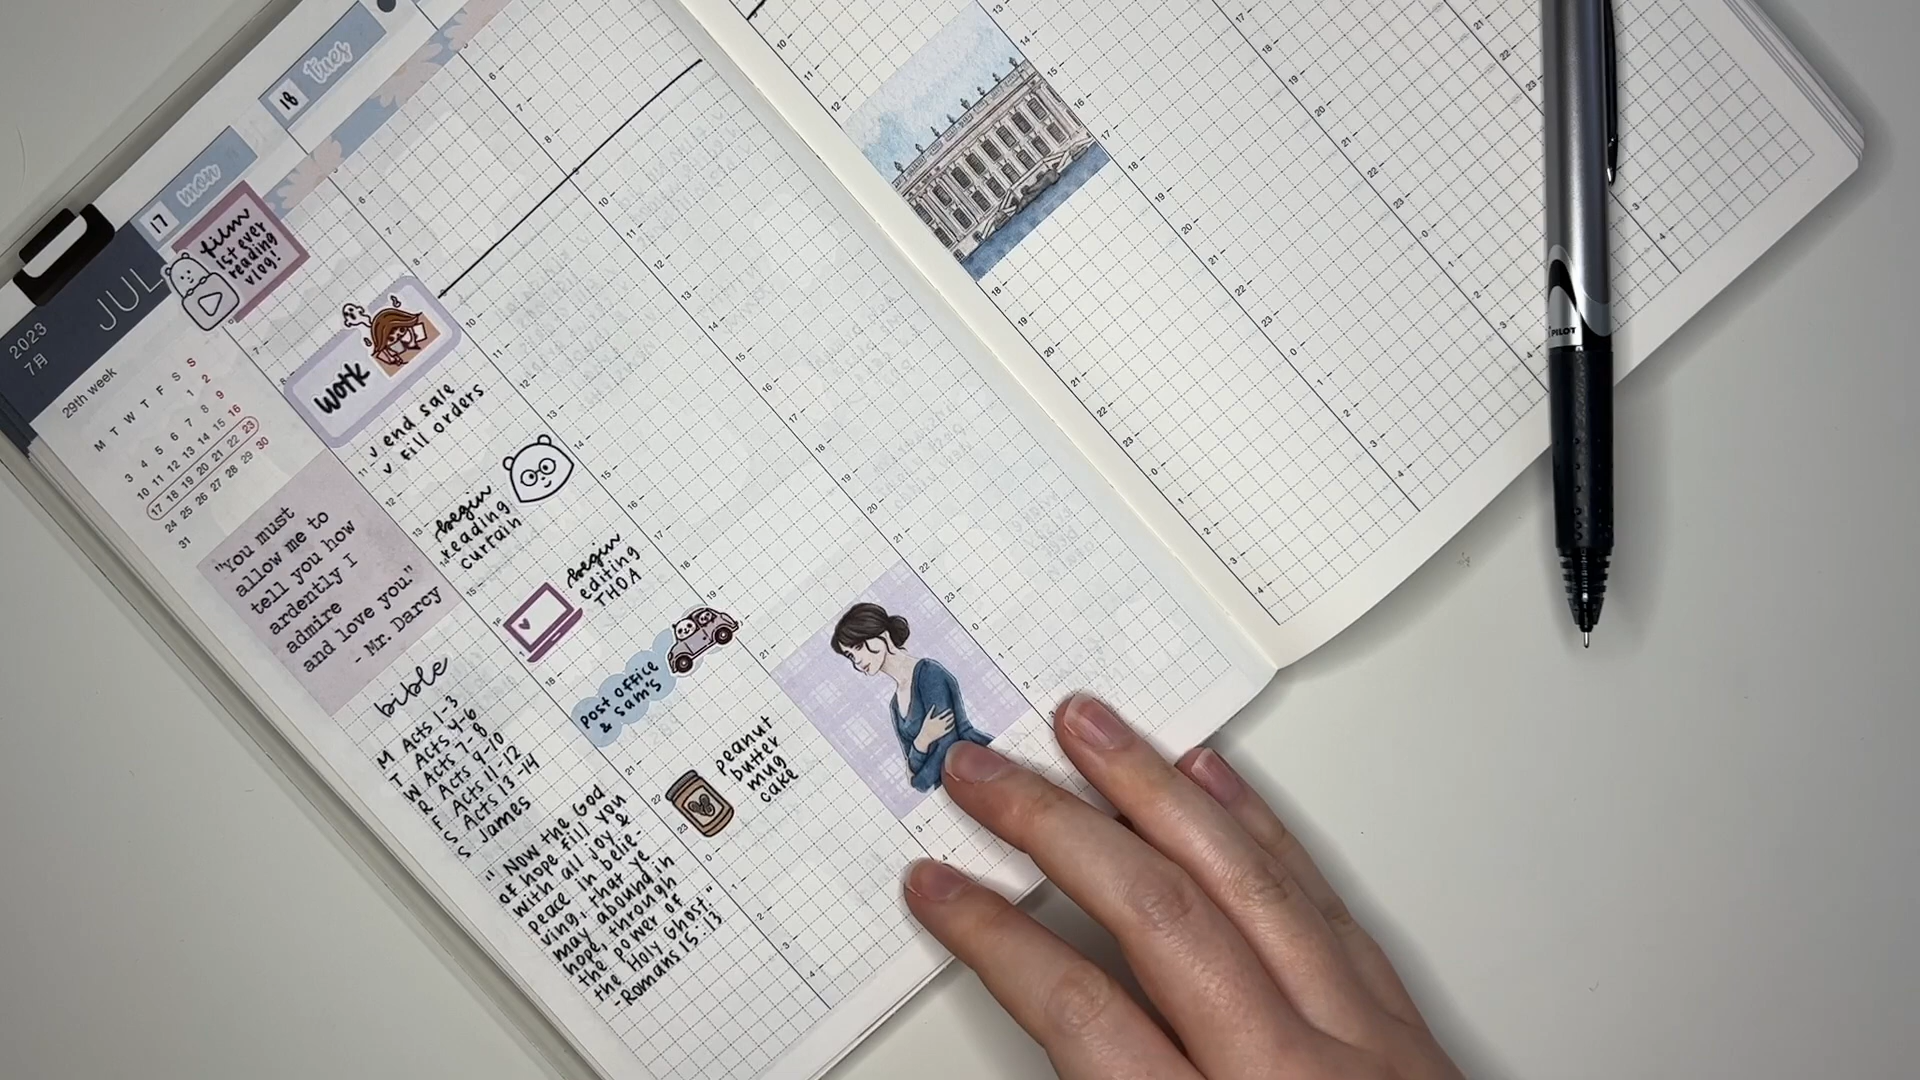 2023
7月
JUL
29th week
M T W T F S S
1 2
3 4 5 6 7 8 9
10 11 12 13 14 15 16
17 18 19 20 21 22 23
24 25 26 27 28 29 30
31
"you must
allow me to
tell you how
ardently I
admire
and love you."
- Mr. Darcy
bible
M Acts 1-3
T Acts 4-6
W Acts 7-8
R Acts 9-10
F Acts 11-12
S Acts 13-14
S James
"Now the God
of hope fill you
with all joy &
peace in belie-
ving, that ye
may abound in
hope, through
the power of
the Holy Ghost."
-Romans 15:13
17 mon
film
1st ever
reading
vlog!
work
v end sale
v fill orders
begin
reading
curtain
begin
editing
THOA
post office
& sam's
peanut
butter
mug
cake
18 tues
PILOT